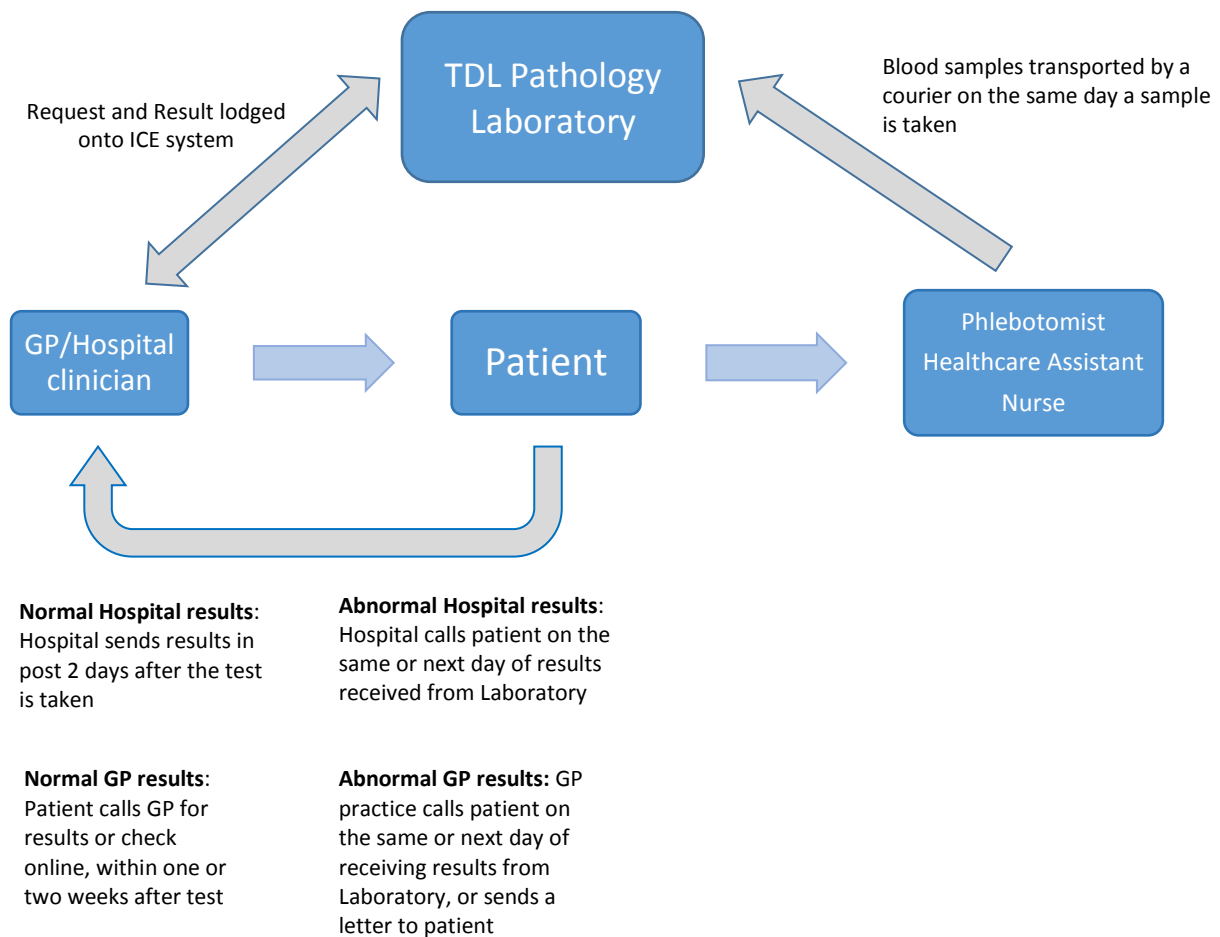 TDL Pathology
Laboratory
Request and Result lodged
onto ICE system
Blood samples transported by a
courier on the same day a sample
is taken
GP/Hospital
clinician
Patient
Phlebotomist
Healthcare Assistant
Nurse
Normal Hospital results:
Hospital sends results in
post 2 days after the test
is taken
Abnormal Hospital results:
Hospital calls patient on the
same or next day of results
received from Laboratory
Normal GP results:
Patient calls GP for
results or check
online, within one or
two weeks after test
Abnormal GP results: GP
practice calls patient on
the same or next day of
receiving results from
Laboratory, or sends a
letter to patient